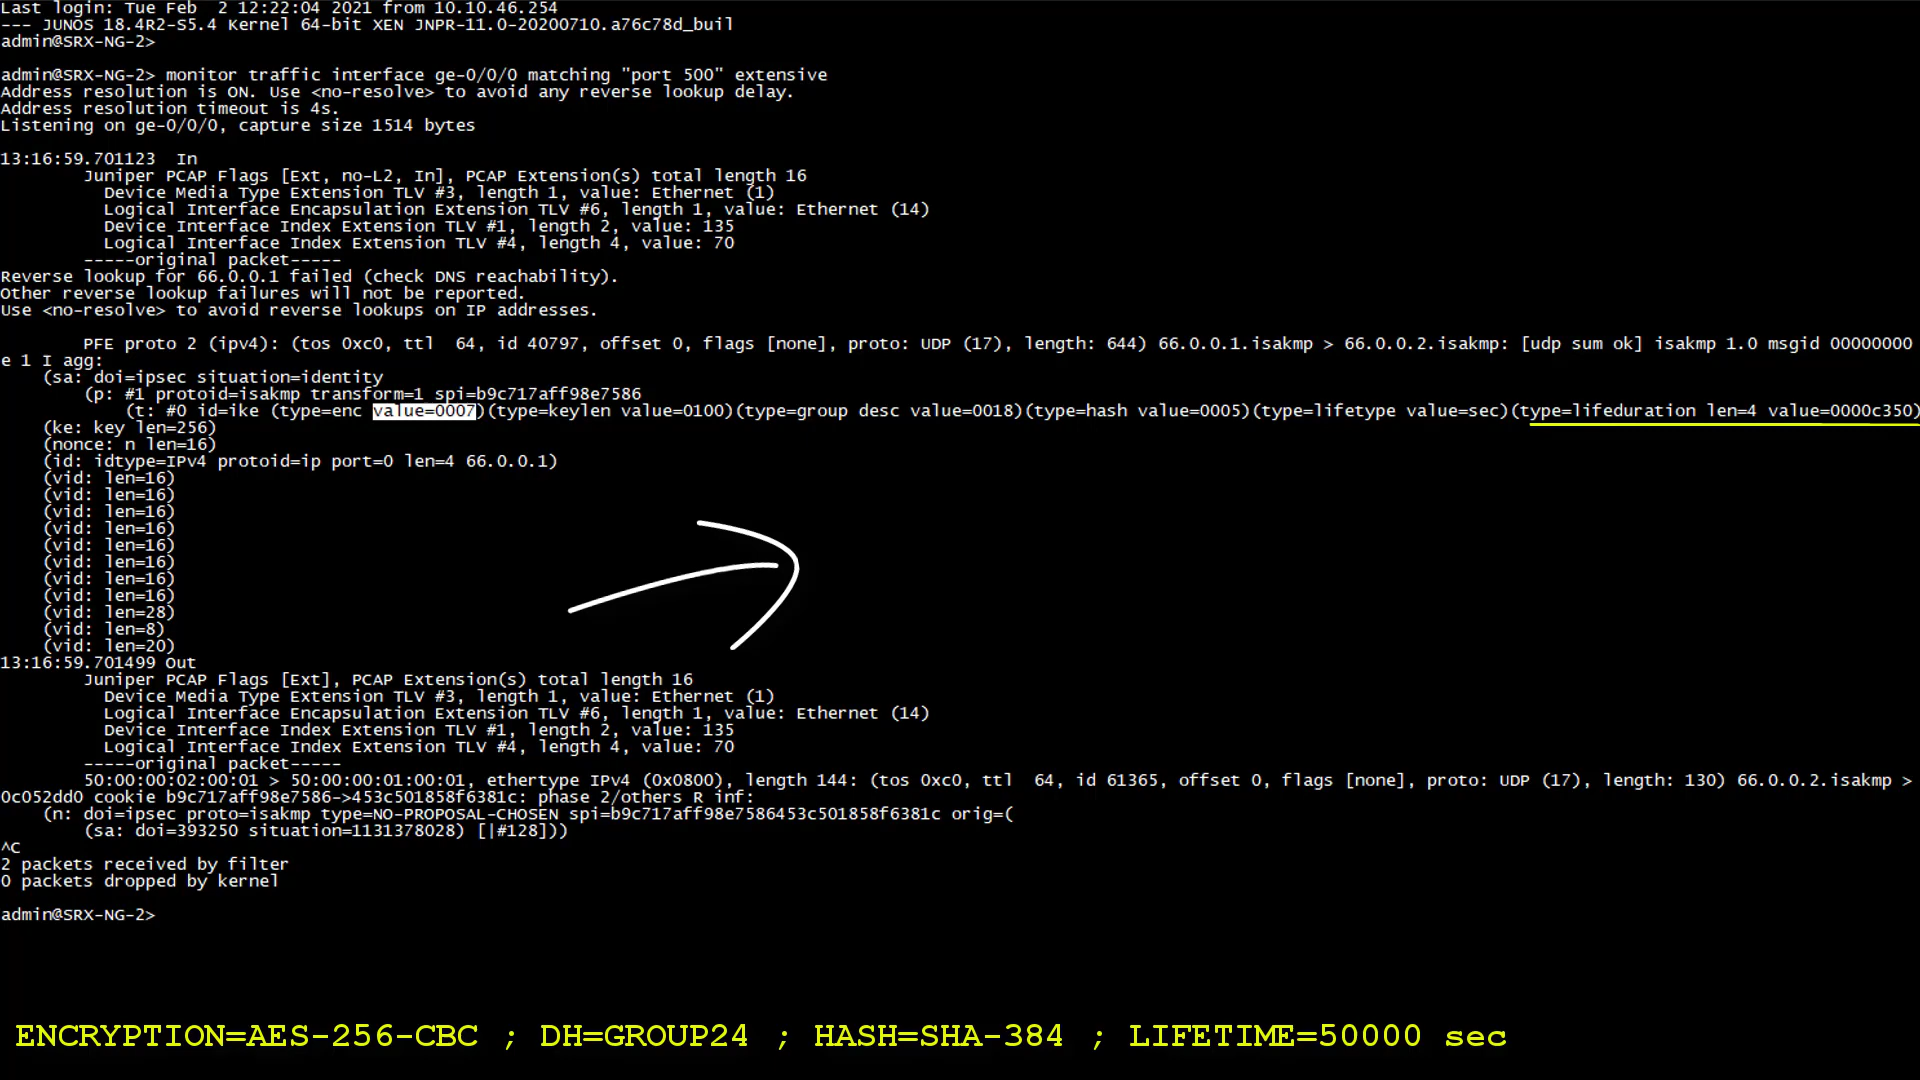 Last login: Tue Feb  2 12:22:04 2021 from 10.10.46.254
--- JUNOS 18.4R2-S5.4 Kernel 64-bit XEN JNPR-11.0-20200710.a76c78d_buil
admin@SRX-NG-2>
admin@SRX-NG-2> monitor traffic interface ge-0/0/0 matching "port 500" extensive
Address resolution is ON. Use <no-resolve> to avoid any reverse lookup delay.
Address resolution timeout is 4s.
Listening on ge-0/0/0, capture size 1514 bytes
13:16:59.701123  In
Juniper PCAP Flags [Ext, no-L2, In], PCAP Extension(s) total length 16
Device Media Type Extension TLV #3, length 1, value: Ethernet (1)
Logical Interface Encapsulation Extension TLV #6, length 1, value: Ethernet (14)
Device Interface Index Extension TLV #1, length 2, value: 135
Logical Interface Index Extension TLV #4, length 4, value: 70
-----original packet-----
Reverse lookup for 66.0.0.1 failed (check DNS reachability).
Other reverse lookup failures will not be reported.
Use <no-resolve> to avoid reverse lookups on IP addresses.
PFE proto 2 (ipv4): (tos 0xc0, ttl  64, id 40797, offset 0, flags [none], proto: UDP (17), length: 644) 66.0.0.1.isakmp > 66.0.0.2.isakmp: [udp sum ok] isakmp 1.0 msgid 00000000
e 1 I agg:
(sa: doi=ipsec situation=identity
(p: #1 protoid=isakmp transform=1 spi=b9c717aff98e7586
(t: #0 id=ike (type=enc value=0007)(type=keylen value=0100)(type=group desc value=0018)(type=hash value=0005)(type=lifetype value=sec)(type=lifeduration len=4 value=0000c350)
(ke: key len=256)
(nonce: n len=16)
(id: idtype=IPv4 protoid=ip port=0 len=4 66.0.0.1)
(vid: len=16)
(vid: len=16)
(vid: len=16)
(vid: len=16)
(vid: len=16)
(vid: len=16)
(vid: len=16)
(vid: len=16)
(vid: len=28)
(vid: len=8)
(vid: len=20)
13:16:59.701499 Out
Juniper PCAP Flags [Ext], PCAP Extension(s) total length 16
Device Media Type Extension TLV #3, length 1, value: Ethernet (1)
Logical Interface Encapsulation Extension TLV #6, length 1, value: Ethernet (14)
Device Interface Index Extension TLV #1, length 2, value: 135
Logical Interface Index Extension TLV #4, length 4, value: 70
-----original packet-----
50:00:00:02:00:01 > 50:00:00:01:00:01, ethertype IPv4 (0x0800), length 144: (tos 0xc0, ttl  64, id 61365, offset 0, flags [none], proto: UDP (17), length: 130) 66.0.0.2.isakmp >
0c052dd0 cookie b9c717aff98e7586->453c501858f6381c: phase 2/others R inf:
(n: doi=ipsec proto=isakmp type=NO-PROPOSAL-CHOSEN spi=b9c717aff98e7586453c501858f6381c orig=(
(sa: doi=393250 situation=1131378028) [|#128]))
^C
2 packets received by filter
0 packets dropped by kernel
admin@SRX-NG-2>
ENCRYPTION=AES-256-CBC ; DH=GROUP24 ; HASH=SHA-384 ; LIFETIME=50000 sec